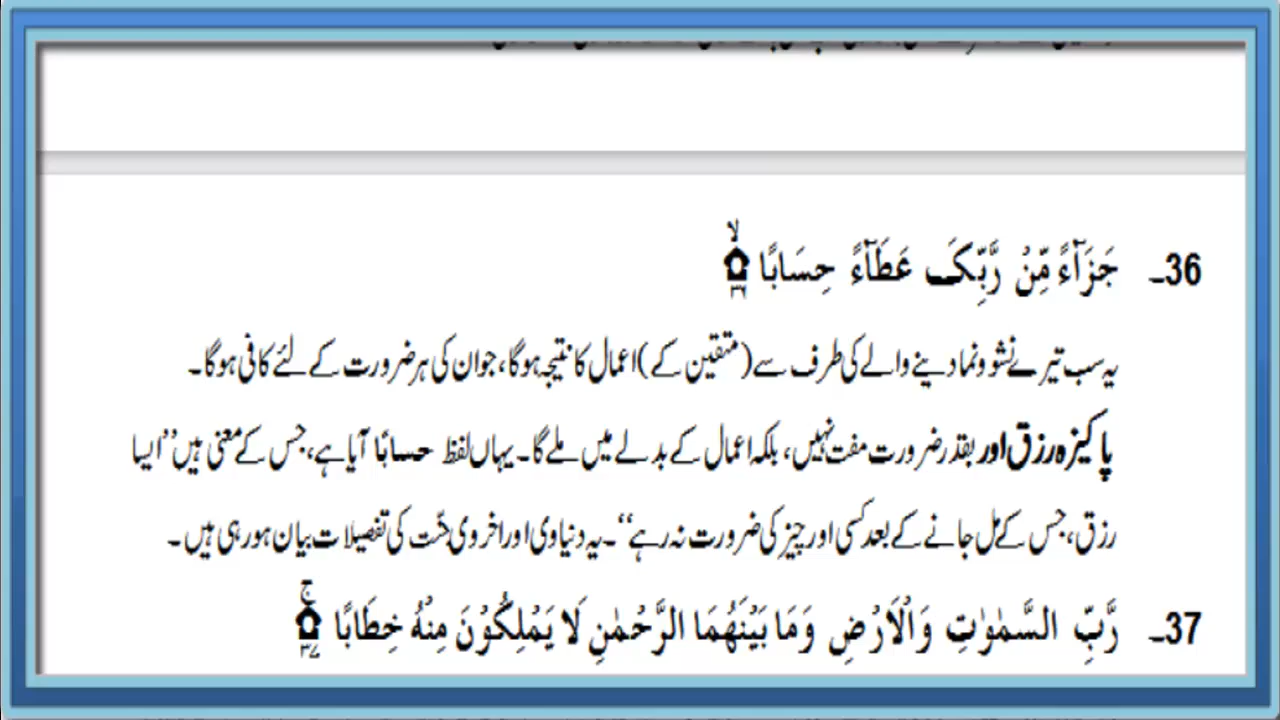 36۔ جَزَآءً مِّنْ رَّبِّكَ عَطَآءً حِسَابًا ۙ﴿۳۶﴾
یہ سب تیرے نشوونما دینے والے کی طرف سے (متقین کے) اعمال کا نتیجہ ہوگا، جو ان کی ہر ضرورت کے لئے کافی ہوگا۔
پاکیزہ رزق اور بقدر ضرورت مفت نہیں، بلکہ اعمال کے بدلے میں ملے گا۔ یہاں لفظ حسابًا آیا ہے، جس کے معنی ہیں ’’ایسا
رزق، جس کے مل جانے کے بعد کسی اور چیز کی ضرورت نہ رہے‘‘۔ یہ دنیاوی اور اخروی جنّت کی تفصیلات بیان ہو رہی ہیں۔
37۔ رَّبِّ السَّمٰوٰتِ وَالْاَرْضِ وَمَا بَيْنَهُمَا الرَّحْمٰنِ لَا يَمْلِكُوْنَ مِنْهُ خِطَابًا ۚ﴿۳۷﴾